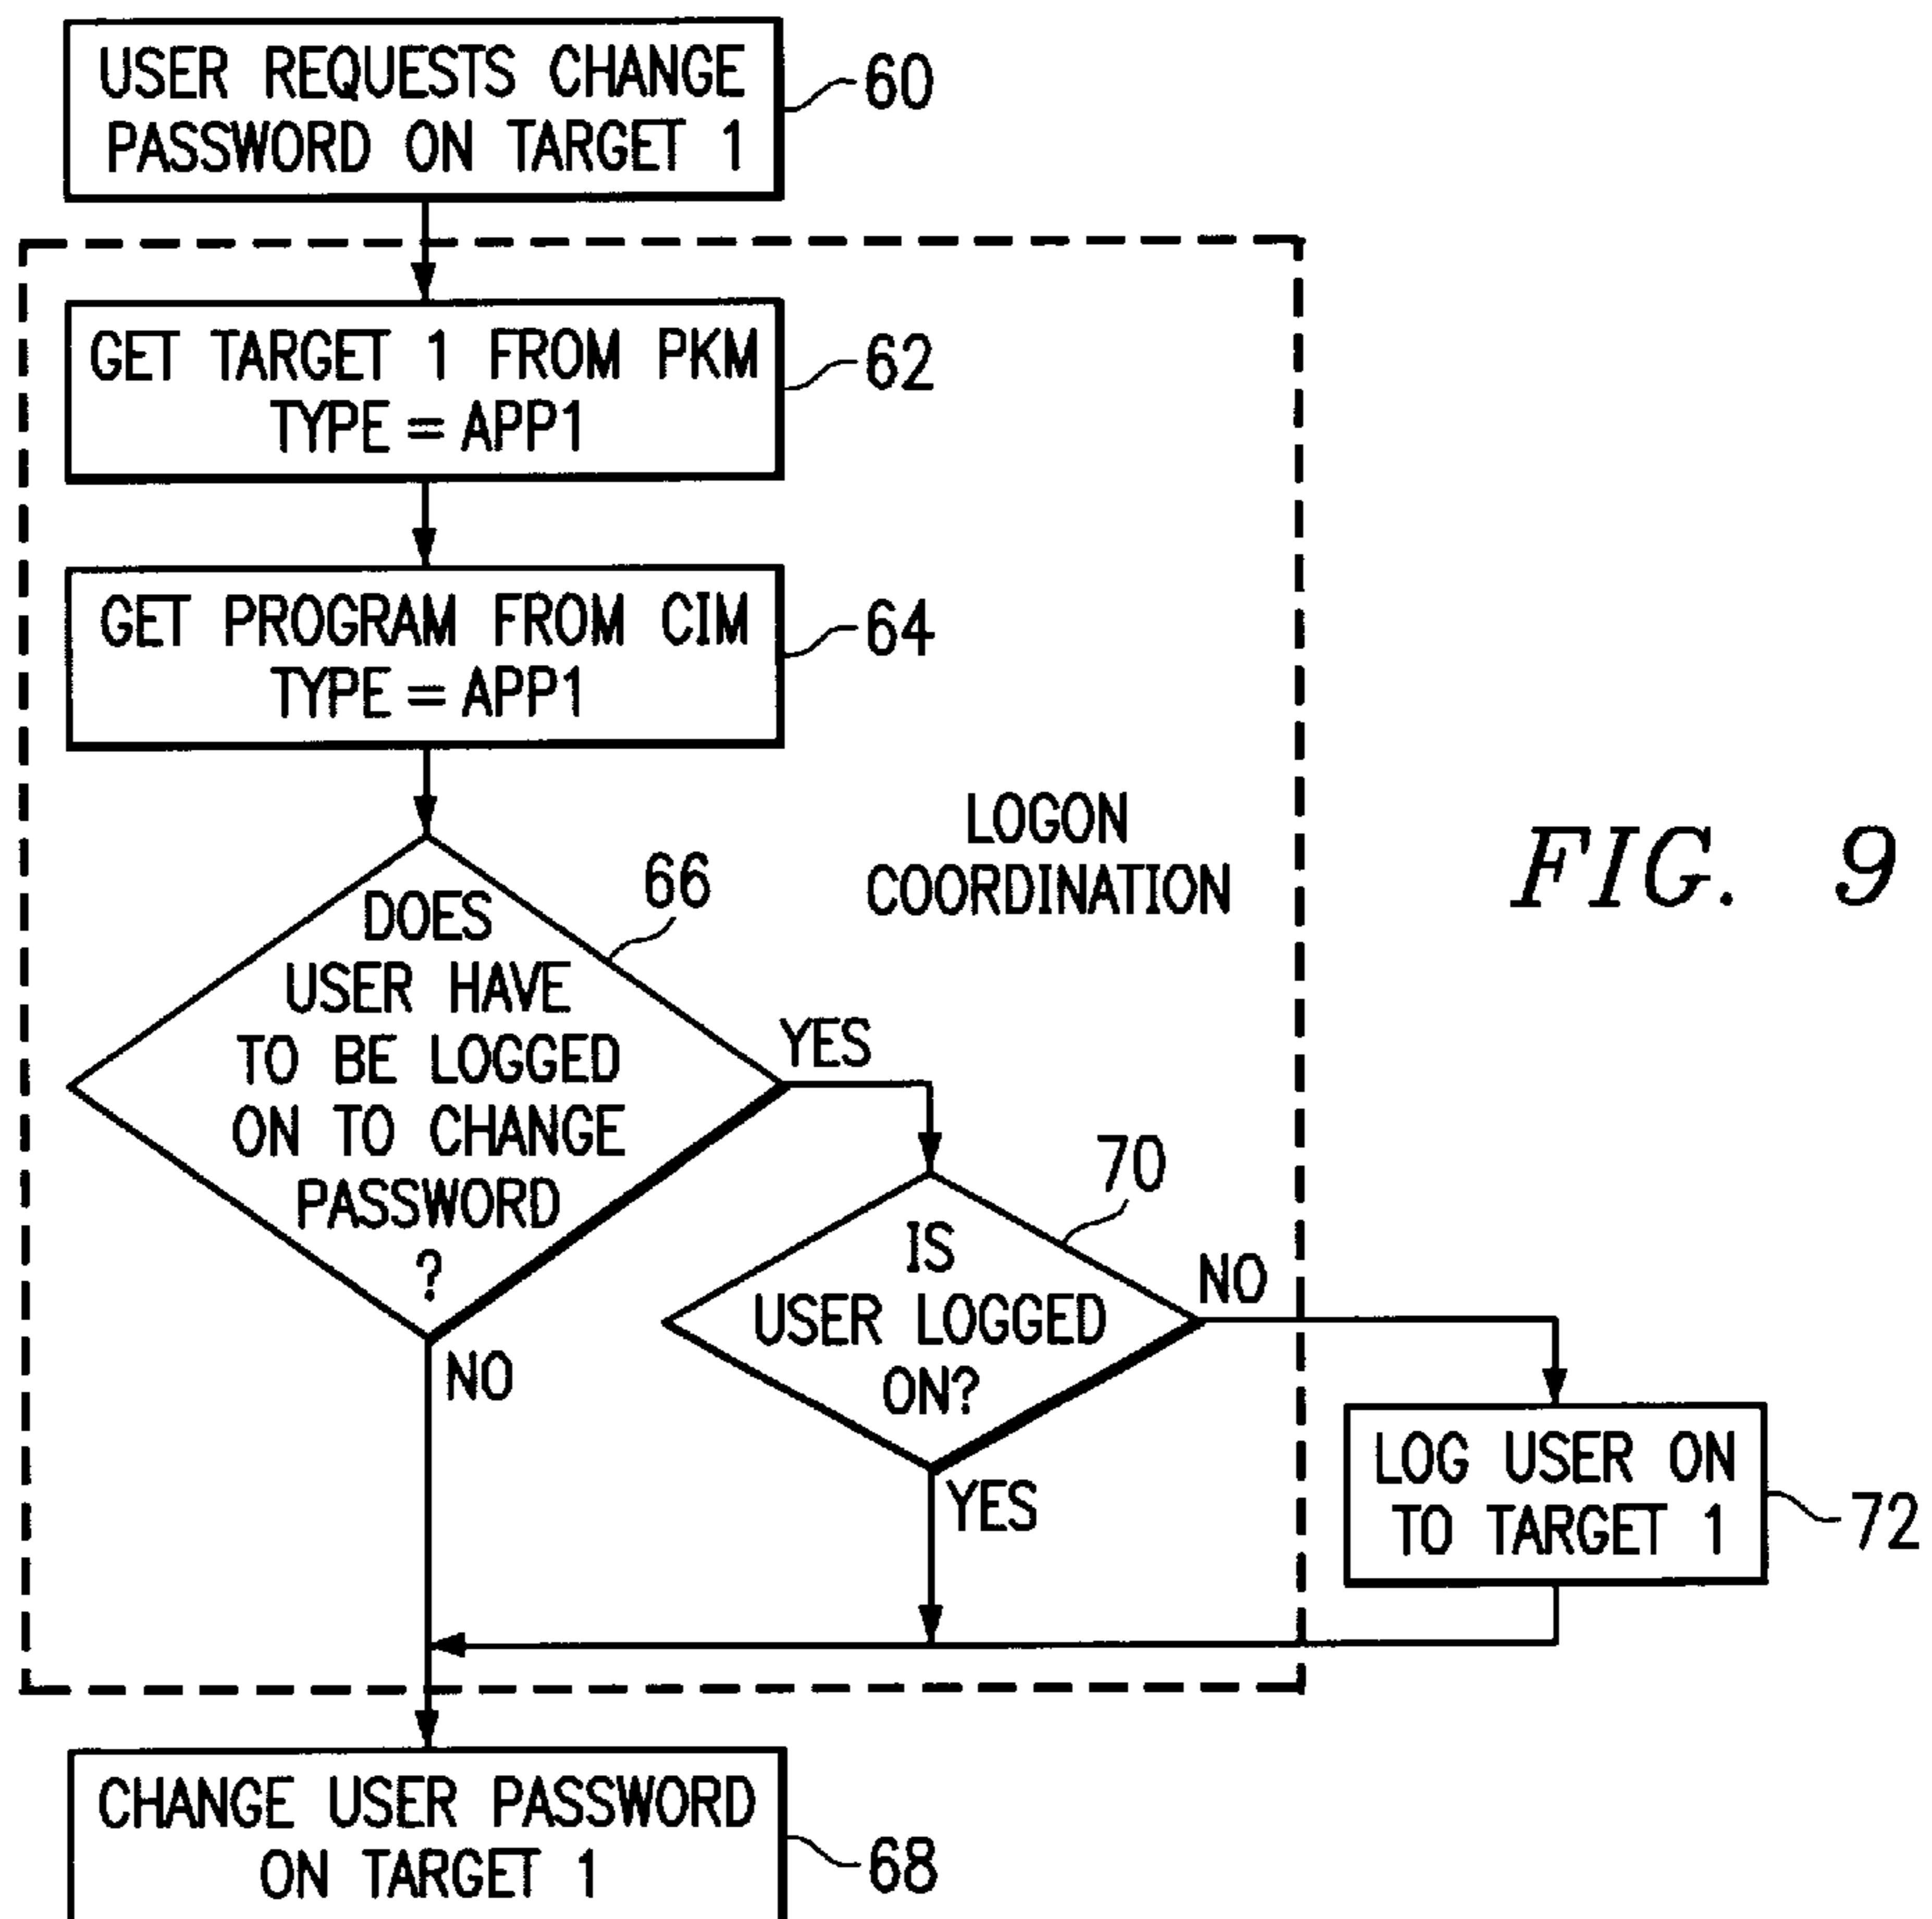 USER REQUESTS CHANGE
PASSWORD ON TARGET 1
60
GET TARGET 1 FROM PKM
TYPE = APP1
62
GET PROGRAM FROM CIM
TYPE = APP1
64
LOGON
COORDINATION
FIG. 9
DOES
USER HAVE
TO BE LOGGED
ON TO CHANGE
PASSWORD
?
66
YES
NO
IS
USER LOGGED
ON?
70
NO
YES
LOG USER ON
TO TARGET 1
72
CHANGE USER PASSWORD
ON TARGET 1
68